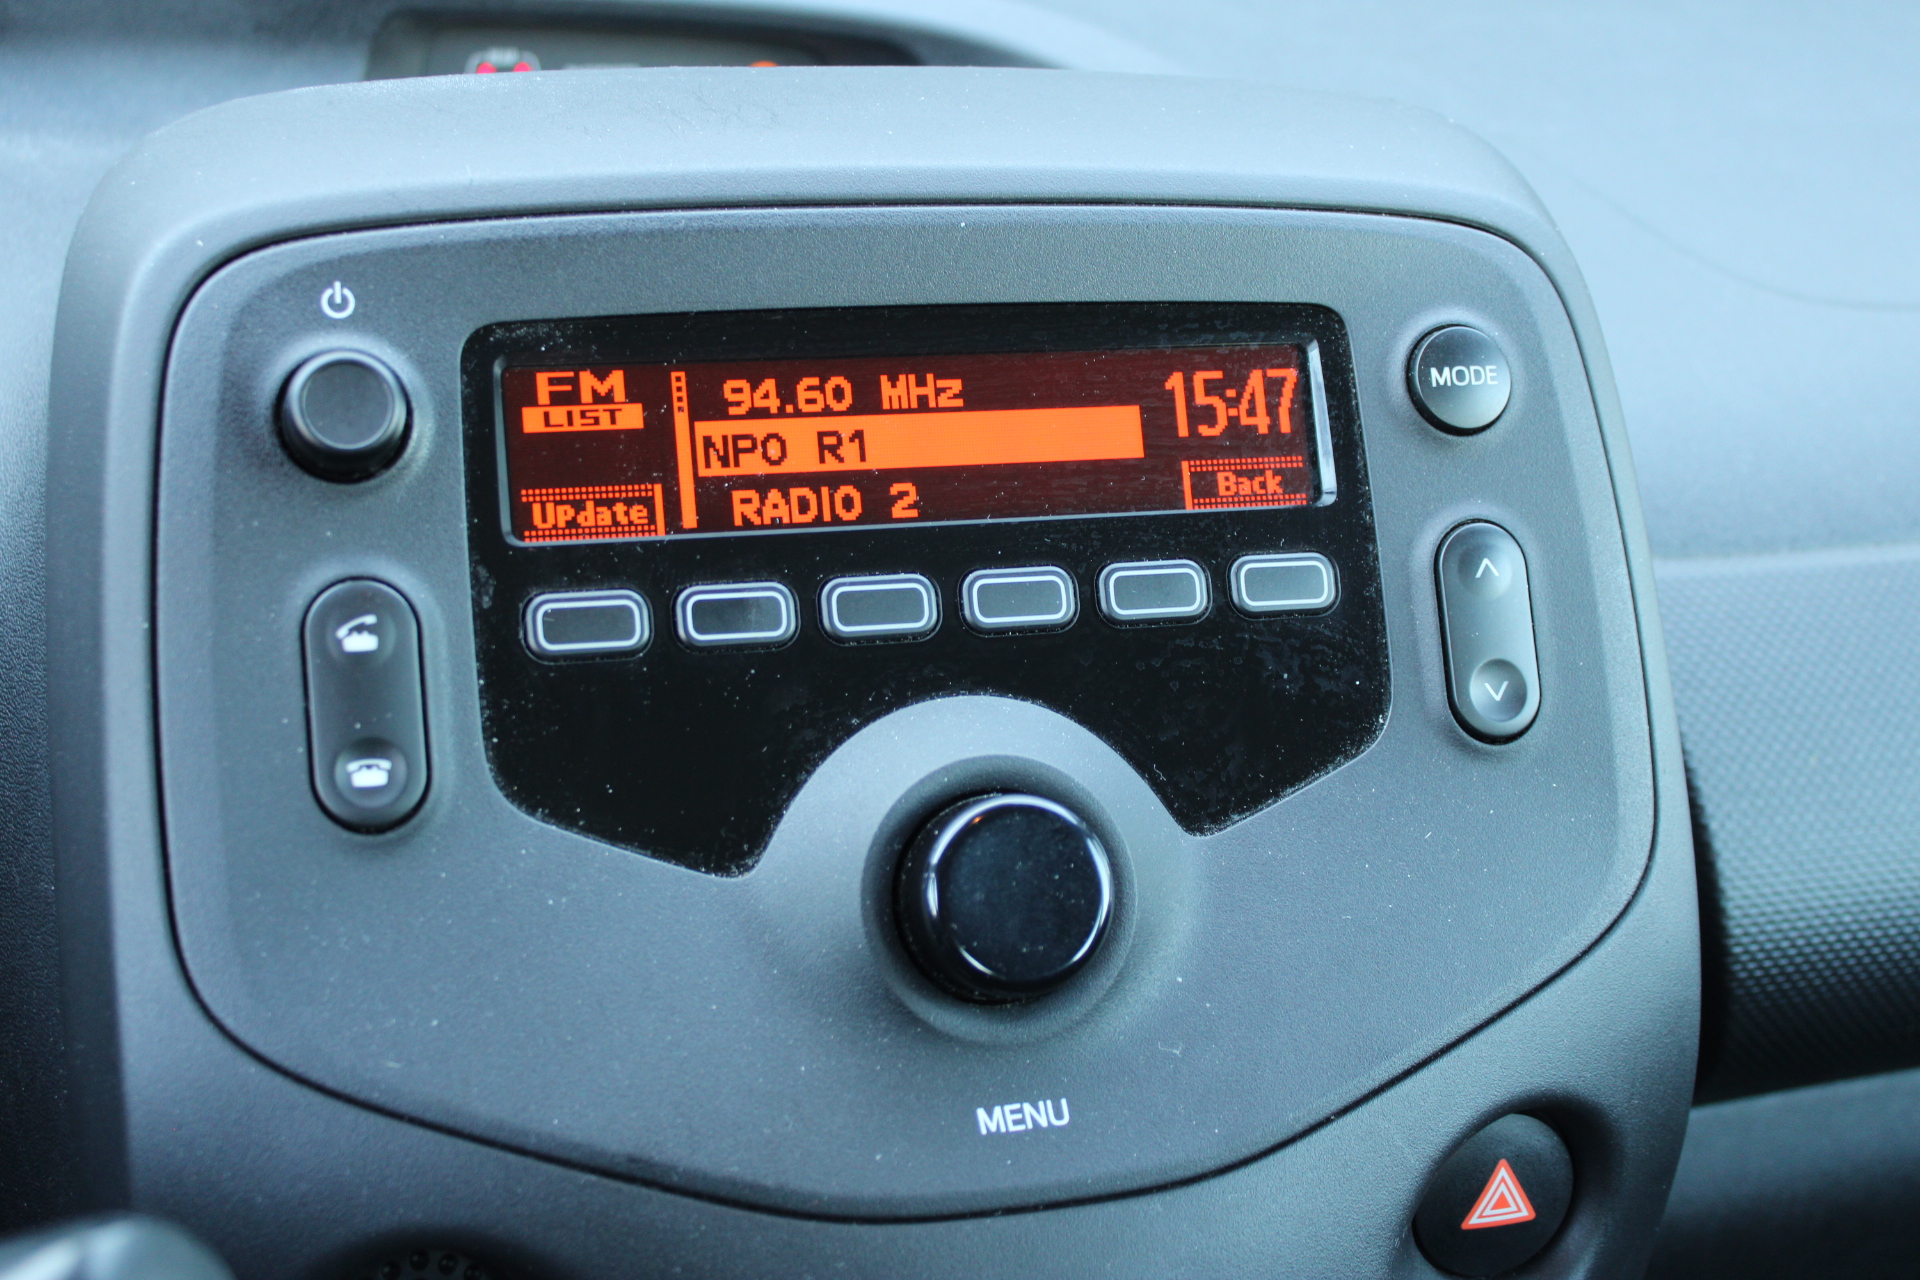 FM
LIST
94.60 MHz
15:47
NPO R1
RADIO 2
Update
Back
MODE
MENU